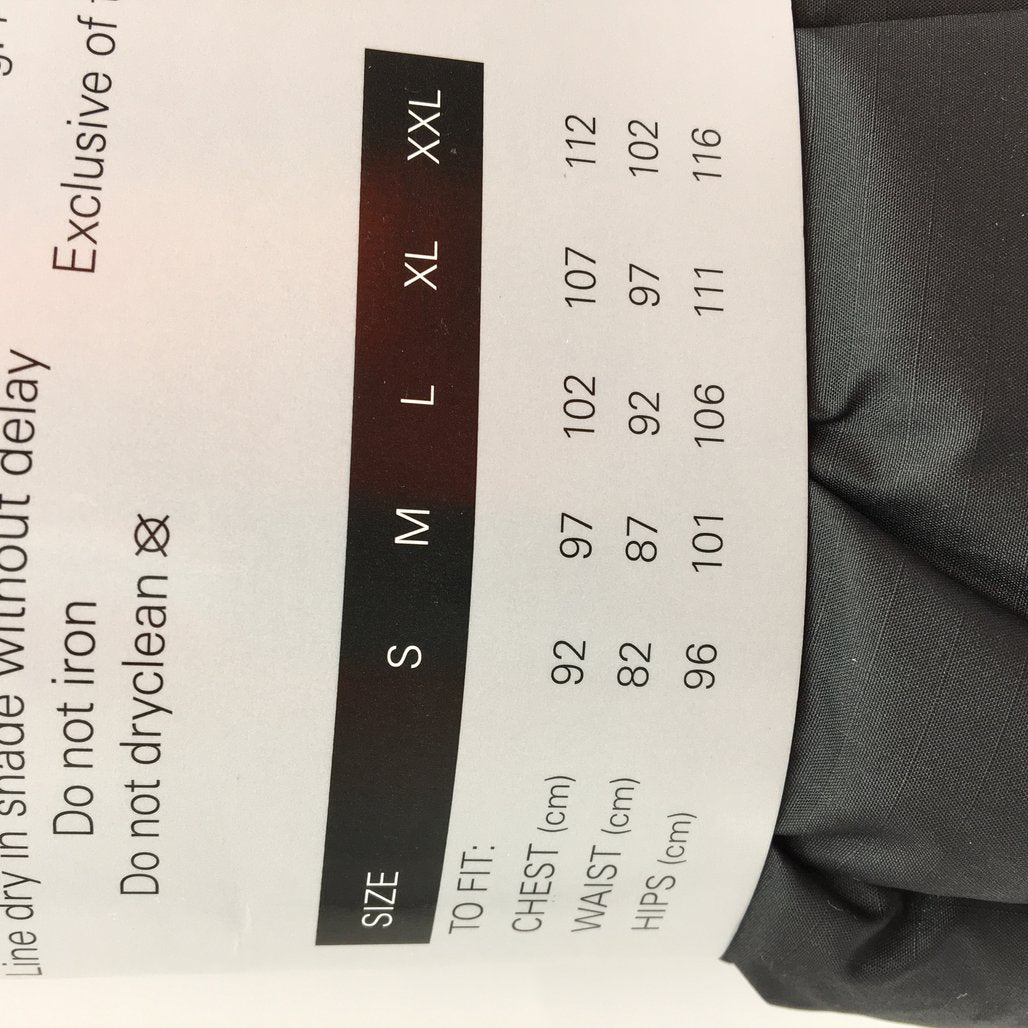 Line dry in shade without delay
Do not iron
Exclusive of
Do not dryclean
SIZE S M L XL XXL
TO FIT:
CHEST (cm) 92 97 102 107 112
WAIST (cm) 82 87 92 97 102
HIPS (cm) 96 101 106 111 116